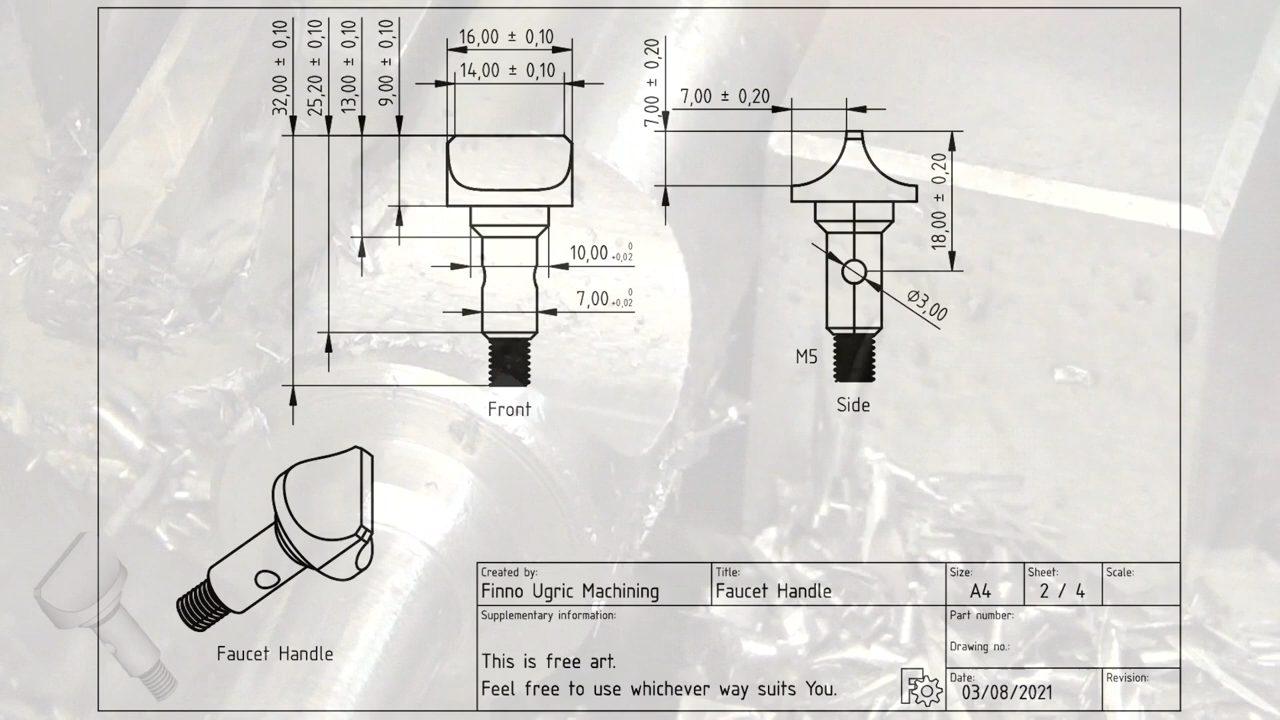 32,00 ± 0,10
25,20 ± 0,10
13,00 ± 0,10
9,00 ± 0,10
16,00 ± 0,10
14,00 ± 0,10
10,00 0 +0,02
7,00 0 +0,02
Front
7,00 ± 0,20
7,00 ± 0,20
18,00 ± 0,20
Ø3,00
M5
Side
Faucet Handle
Created by:
Finno Ugric Machining
Title:
Faucet Handle
Size:
A4
Sheet:
2 / 4
Scale:
Supplementary information:
This is free art.
Feel free to use whichever way suits You.
Part number:
Drawing no.:
Date:
03/08/2021
Revision: